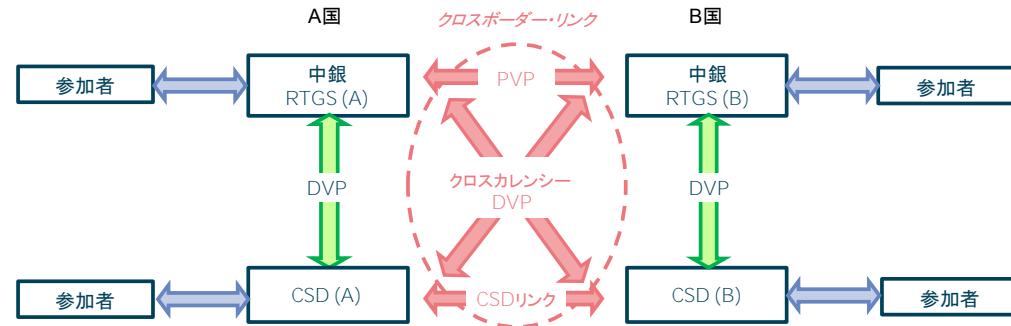 A国
クロスボーダー・リンク
B国
参加者
中銀
RTGS (A)
PVP
中銀
RTGS (B)
参加者
DVP
クロスカレンシー
DVP
DVP
参加者
CSD (A)
CSDリンク
CSD (B)
参加者